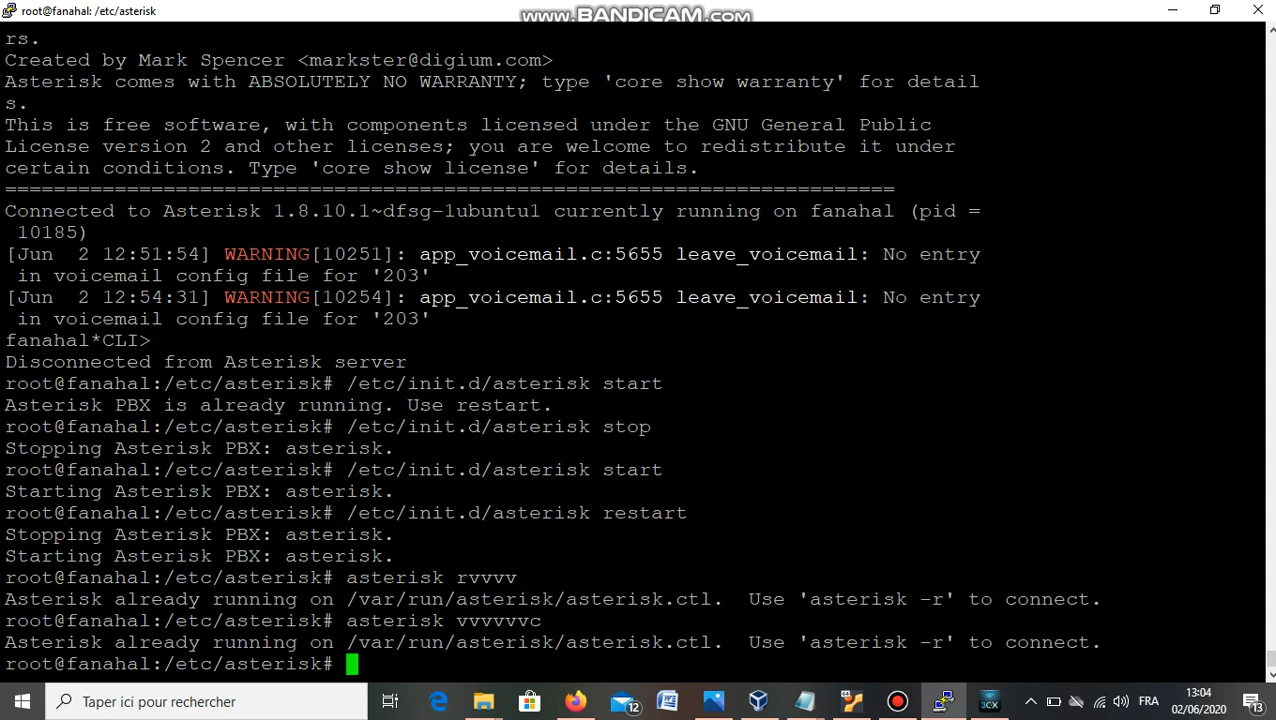 root@fanahal: /etc/asterisk
www.BANDICAM.com
rs.
Created by Mark Spencer <markster@digium.com>
Asterisk comes with ABSOLUTELY NO WARRANTY; type 'core show warranty' for detail
s.
This is free software, with components licensed under the GNU General Public
License version 2 and other licenses; you are welcome to redistribute it under
certain conditions. Type 'core show license' for details.
=========================================================================
Connected to Asterisk 1.8.10.1~dfsg-1ubuntu1 currently running on fanahal (pid =
 10185)
[Jun  2 12:51:54] WARNING[10251]: app_voicemail.c:5655 leave_voicemail: No entry
 in voicemail config file for '203'
[Jun  2 12:54:31] WARNING[10254]: app_voicemail.c:5655 leave_voicemail: No entry
 in voicemail config file for '203'
fanahal*CLI>
Disconnected from Asterisk server
root@fanahal:/etc/asterisk# /etc/init.d/asterisk start
Asterisk PBX is already running. Use restart.
root@fanahal:/etc/asterisk# /etc/init.d/asterisk stop
Stopping Asterisk PBX: asterisk.
root@fanahal:/etc/asterisk# /etc/init.d/asterisk start
Starting Asterisk PBX: asterisk.
root@fanahal:/etc/asterisk# /etc/init.d/asterisk restart
Stopping Asterisk PBX: asterisk.
Starting Asterisk PBX: asterisk.
root@fanahal:/etc/asterisk# asterisk rvvvv
Asterisk already running on /var/run/asterisk/asterisk.ctl.  Use 'asterisk -r' to connect.
root@fanahal:/etc/asterisk# asterisk vvvvvvc
Asterisk already running on /var/run/asterisk/asterisk.ctl.  Use 'asterisk -r' to connect.
root@fanahal:/etc/asterisk#
Taper ici pour rechercher
12
3CX
FRA
13:04
02/06/2020
13